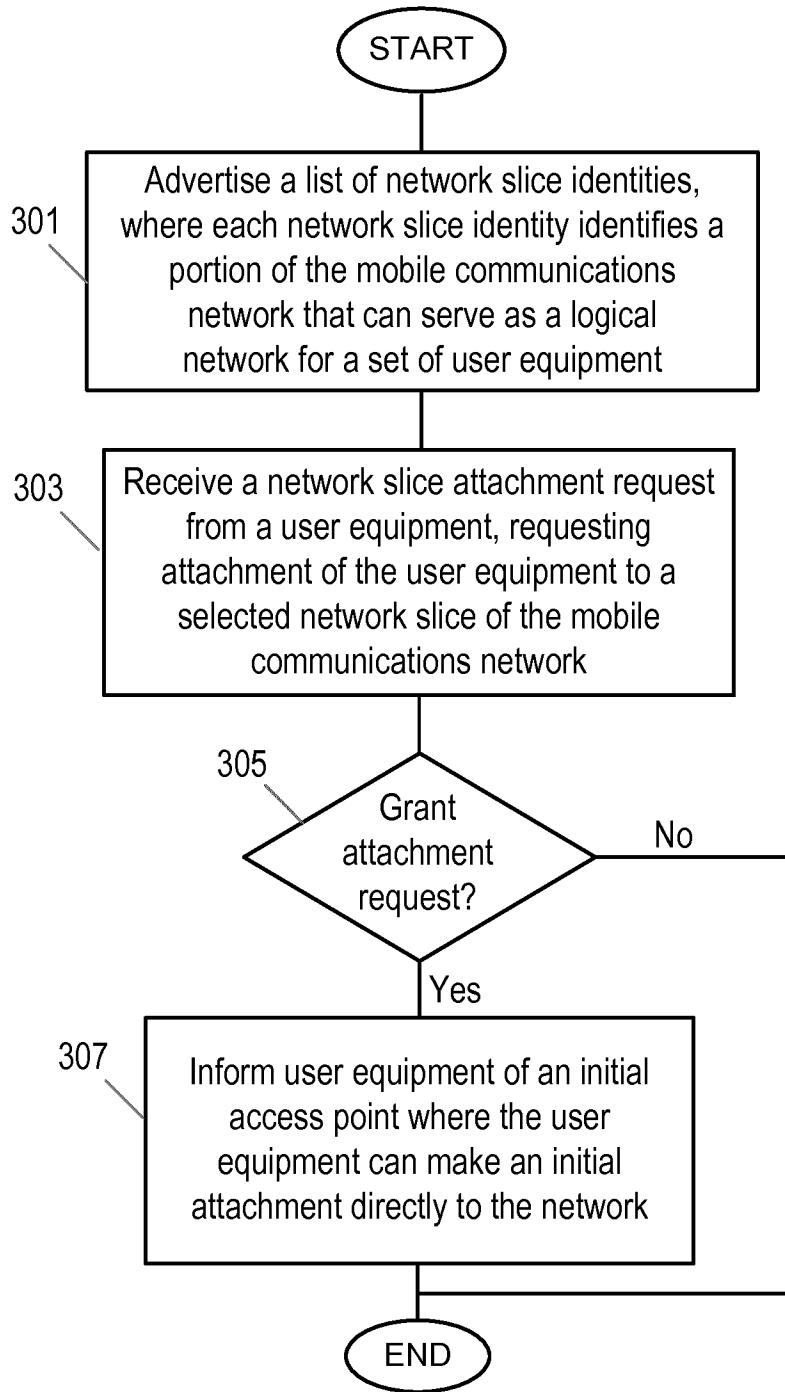 START
301
Advertise a list of network slice identities,
where each network slice identity identifies a
portion of the mobile communications
network that can serve as a logical
network for a set of user equipment
303
Receive a network slice attachment request
from a user equipment, requesting
attachment of the user equipment to a
selected network slice of the mobile
communications network
305
Grant
attachment
request?
No
Yes
307
Inform user equipment of an initial
access point where the user
equipment can make an initial
attachment directly to the network
END